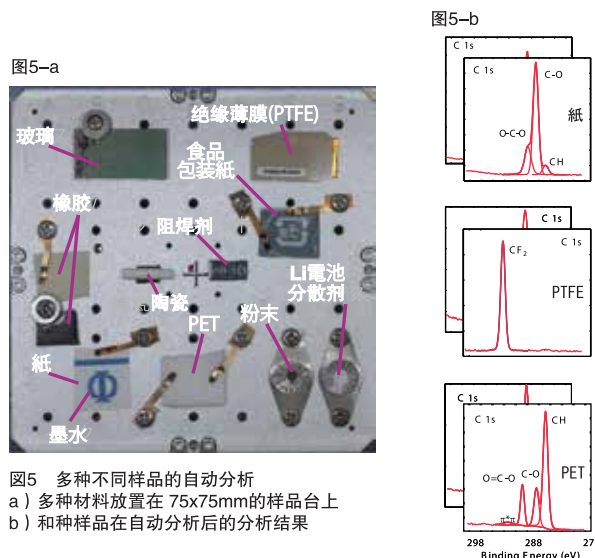 图5-a
玻璃
绝缘薄膜(PTFE)
食品
包装紙
橡胶
阻焊剂
陶瓷
Li電池
分散剂
PET
粉末
紙
墨水
图5 多种不同样品的自动分析
a）多种材料放置在 75x75mm的样品台上
b）和种样品在自动分析后的分析结果
图5-b
C 1s
C 1s
C-O
紙
O-C-O
CH
C 1s
CF2
C 1s
PTFE
C 1s
C 1s
CH
O=C-O
C-O
PET
π*π
298 288 27
Binding Energy (eV)